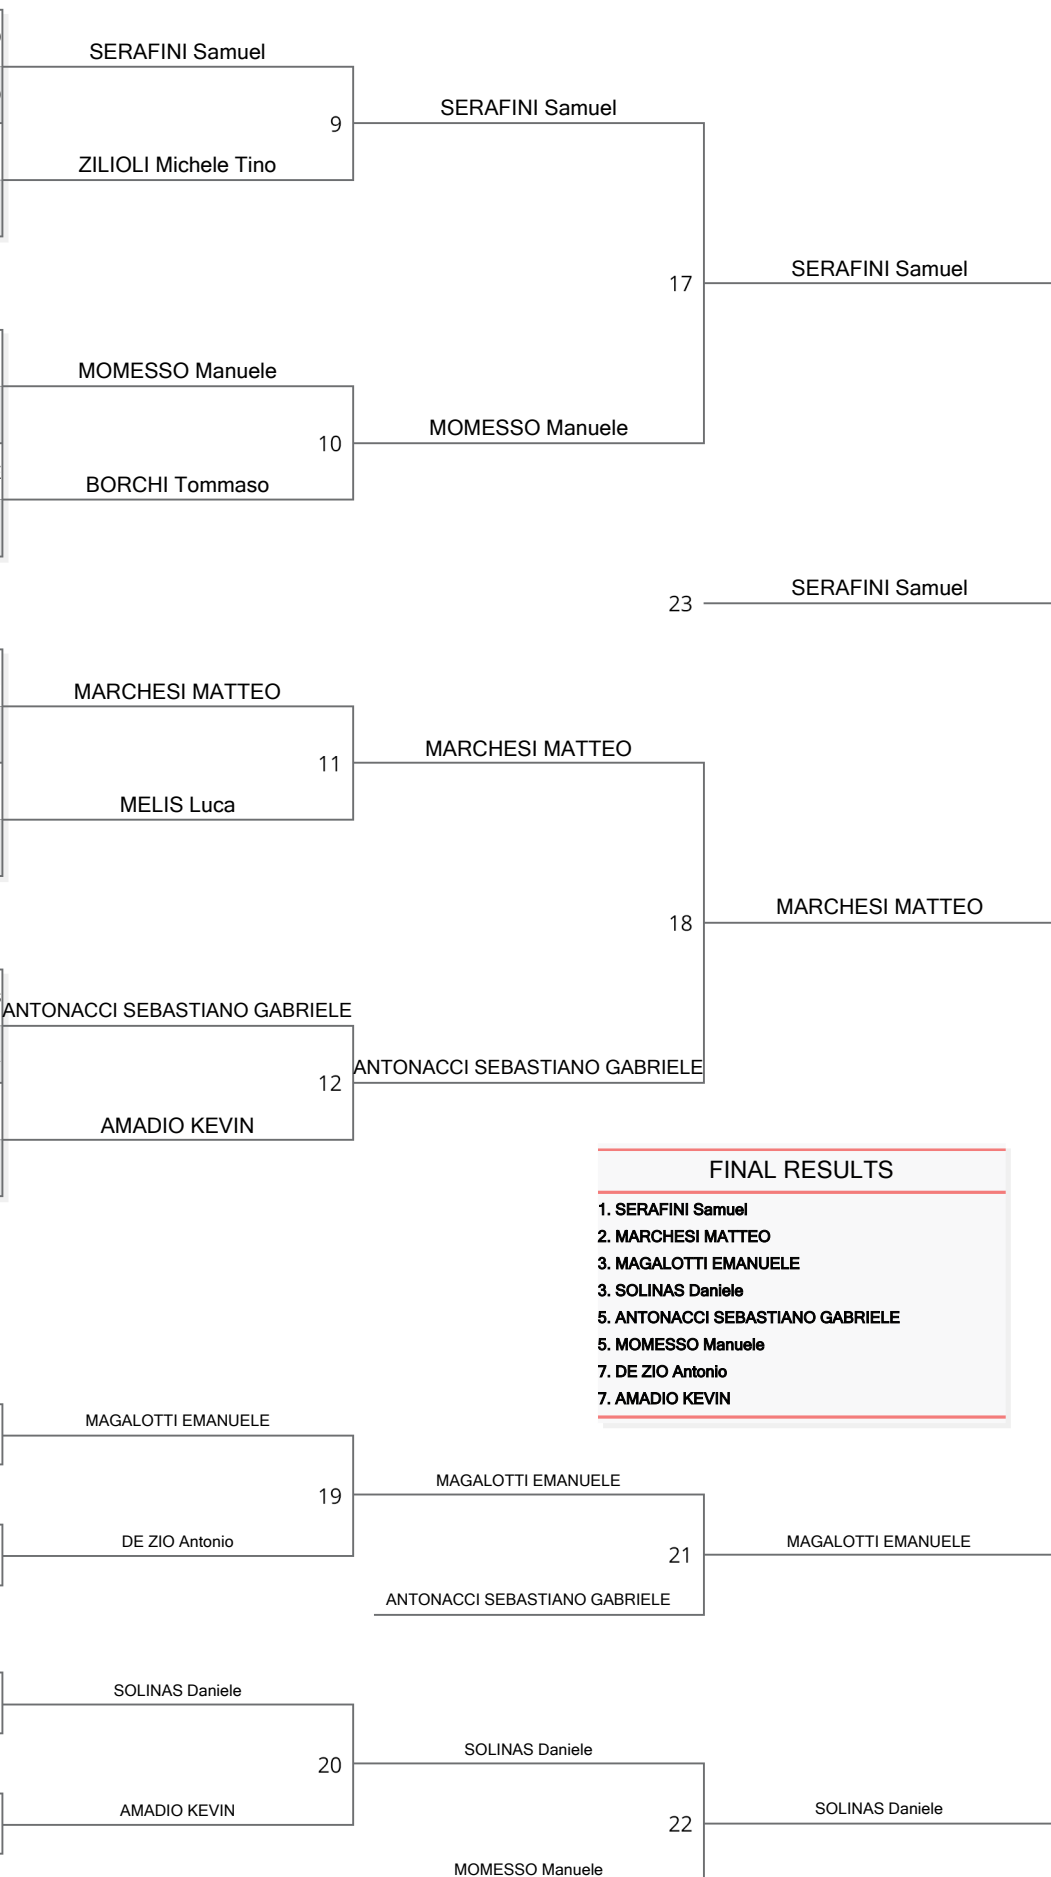 SERAFINI Samuel
SERAFINI Samuel
9
ZILIOLI Michele Tino
SERAFINI Samuel
17
MOMESSO Manuele
MOMESSO Manuele
10
BORCHI Tommaso
SERAFINI Samuel
23
MARCHESI MATTEO
MARCHESI MATTEO
11
MELIS Luca
MARCHESI MATTEO
18
ANTONACCI SEBASTIANO GABRIELE
ANTONACCI SEBASTIANO GABRIELE
12
AMADIO KEVIN
FINAL RESULTS
1. SERAFINI Samuel
2. MARCHESI MATTEO
3. MAGALOTTI EMANUELE
3. SOLINAS Daniele
5. ANTONACCI SEBASTIANO GABRIELE
5. MOMESSO Manuele
7. DE ZIO Antonio
7. AMADIO KEVIN
MAGALOTTI EMANUELE
MAGALOTTI EMANUELE
19
DE ZIO Antonio
MAGALOTTI EMANUELE
21
ANTONACCI SEBASTIANO GABRIELE
SOLINAS Daniele
SOLINAS Daniele
20
AMADIO KEVIN
SOLINAS Daniele
22
MOMESSO Manuele